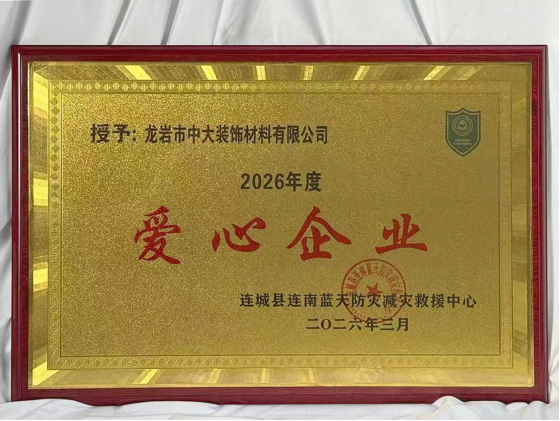 授予：龙岩市中大装饰材料有限公司
2026年度
爱心企业
连城县连南蓝天防灾减灾救援中心
二〇二六年三月